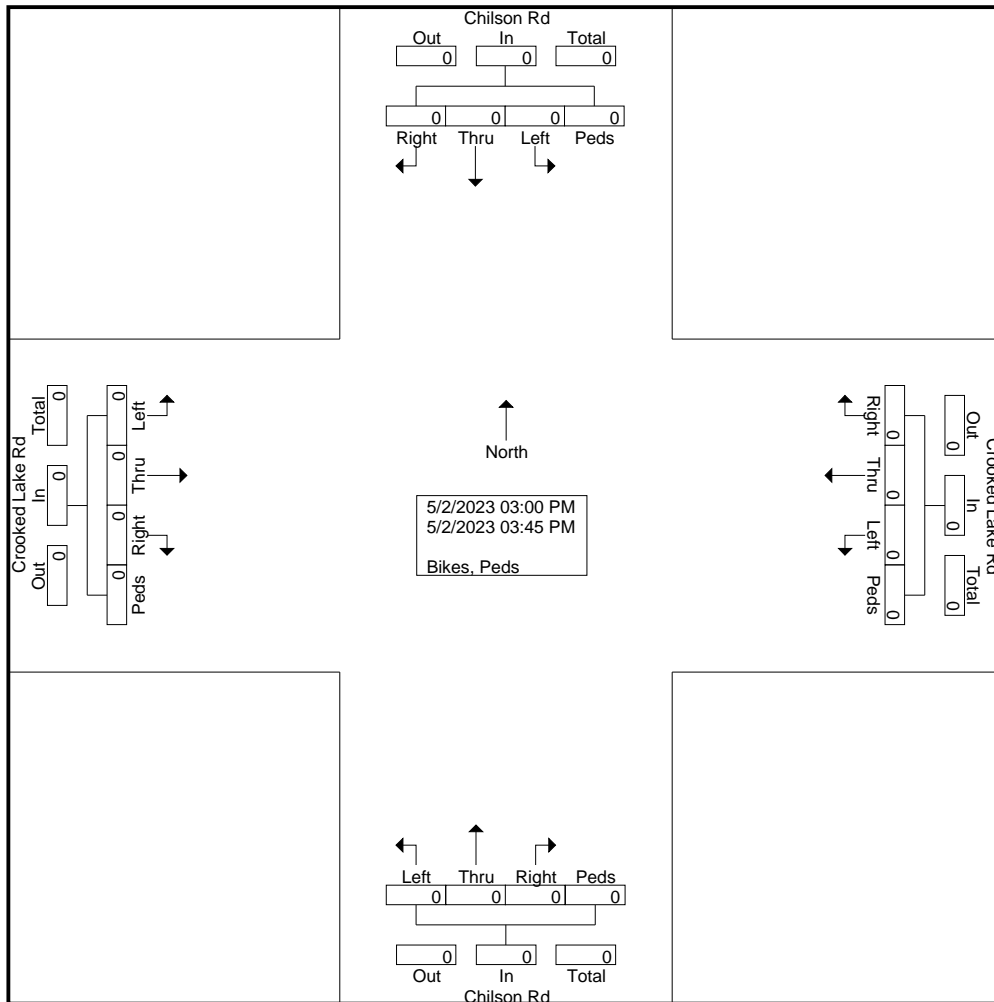 Chilson Rd
Out In Total
0 0 0
0 0 0 0
Right Thru Left Peds
Crooked Lake Rd
Out In Total
0 0 0
0 0 0 0
Peds Right Thru Left
North
5/2/2023 03:00 PM
5/2/2023 03:45 PM
Bikes, Peds
Right Thru Left Peds
0 0 0 0
0 0 0
Out In Total
Crooked Lake Rd
Left Thru Right Peds
0 0 0 0
0 0 0
Out In Total
Chilson Rd